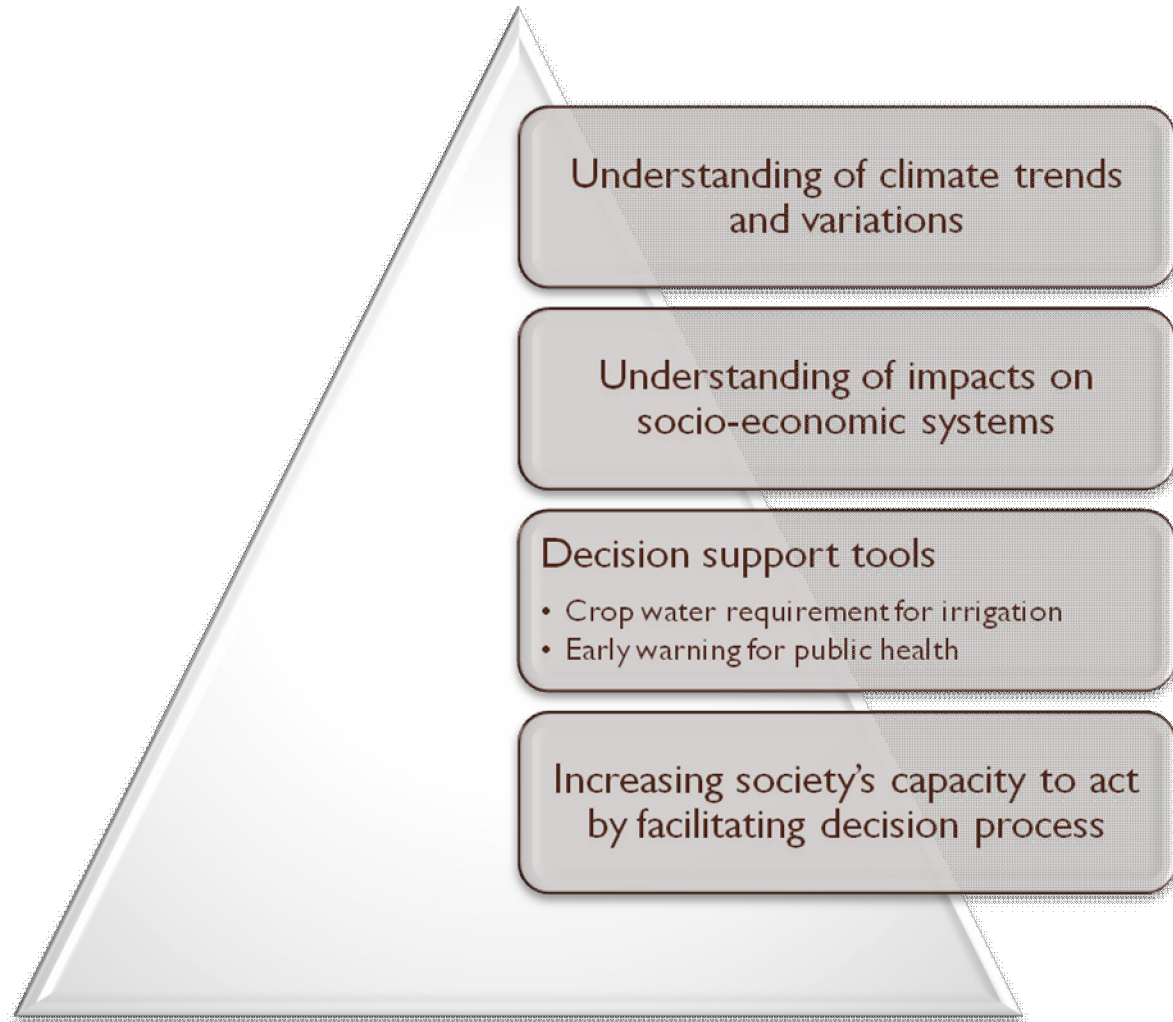 Understanding of climate trends
and variations
Understanding of impacts on
socio-economic systems
Decision support tools
• Crop water requirement for irrigation
• Early warning for public health
Increasing society’s capacity to act
by facilitating decision process